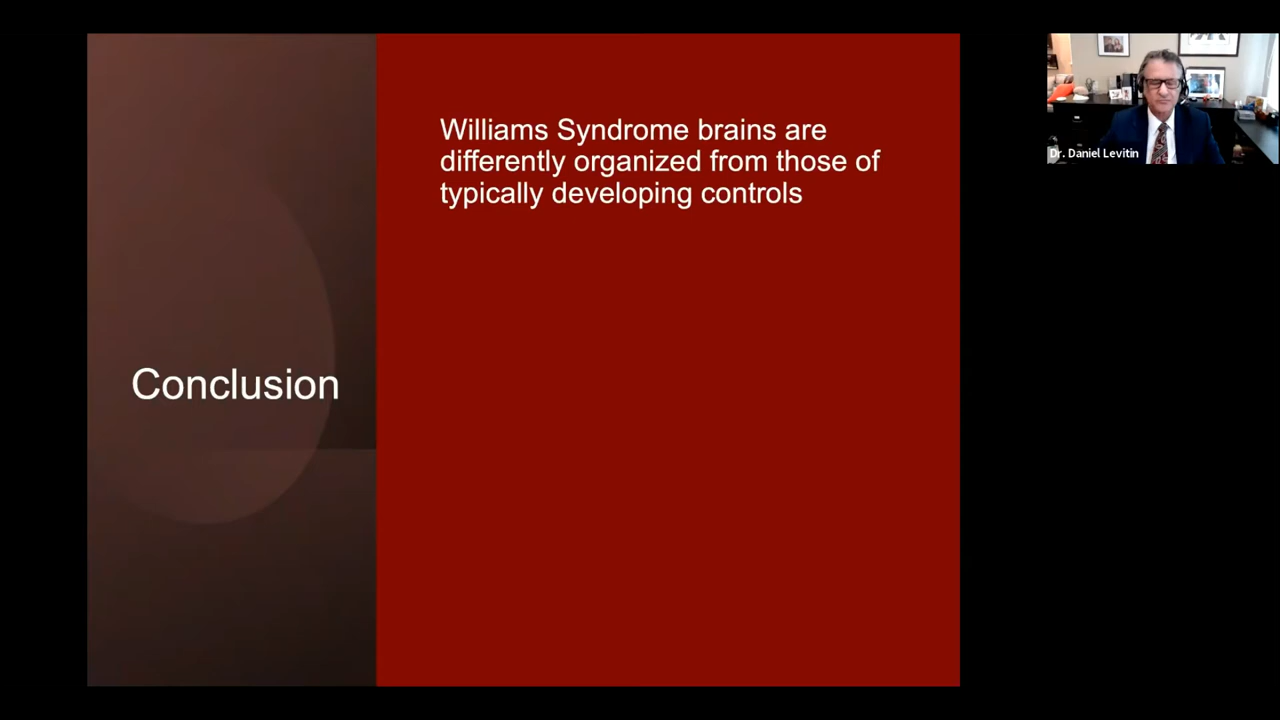 Conclusion
Williams Syndrome brains are
differently organized from those of
typically developing controls
Dr. Daniel Levitin